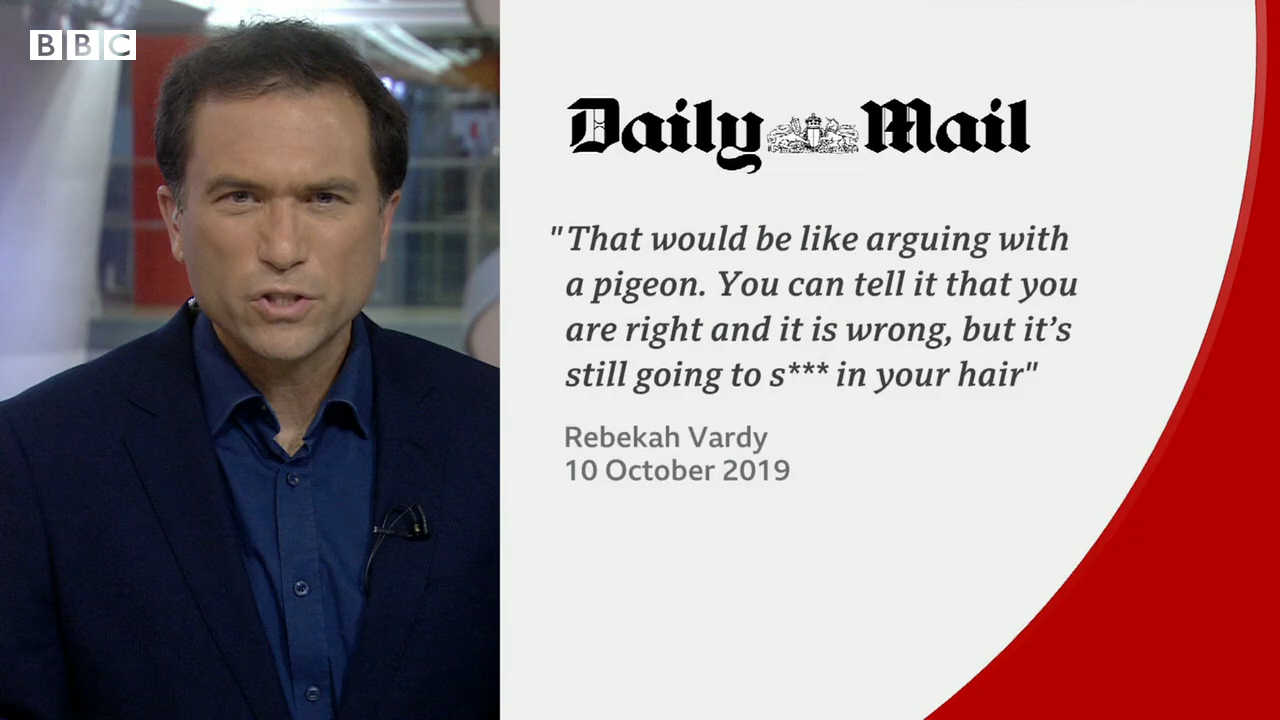 BBC
Daily Mail
"That would be like arguing with
a pigeon. You can tell it that you
are right and it is wrong, but it’s
still going to s*** in your hair"
Rebekah Vardy
10 October 2019